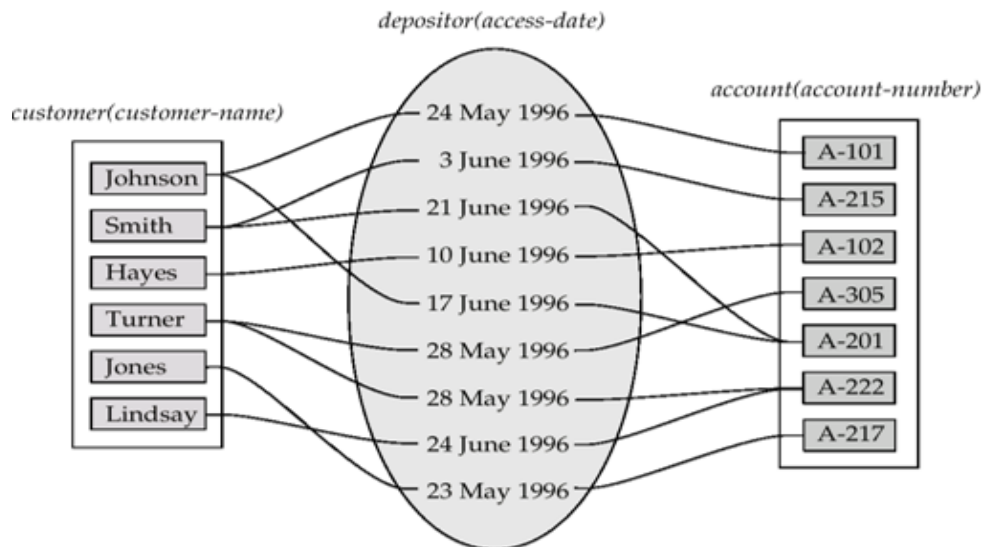 depositor(access-date)
customer(customer-name)
account(account-number)
Johnson
Smith
Hayes
Turner
Jones
Lindsay
24 May 1996
3 June 1996
21 June 1996
10 June 1996
17 June 1996
28 May 1996
28 May 1996
24 June 1996
23 May 1996
A-101
A-215
A-102
A-305
A-201
A-222
A-217